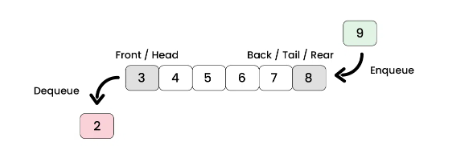 9
Front / Head
Back / Tail / Rear
Enqueue
3 4 5 6 7 8
Dequeue
2